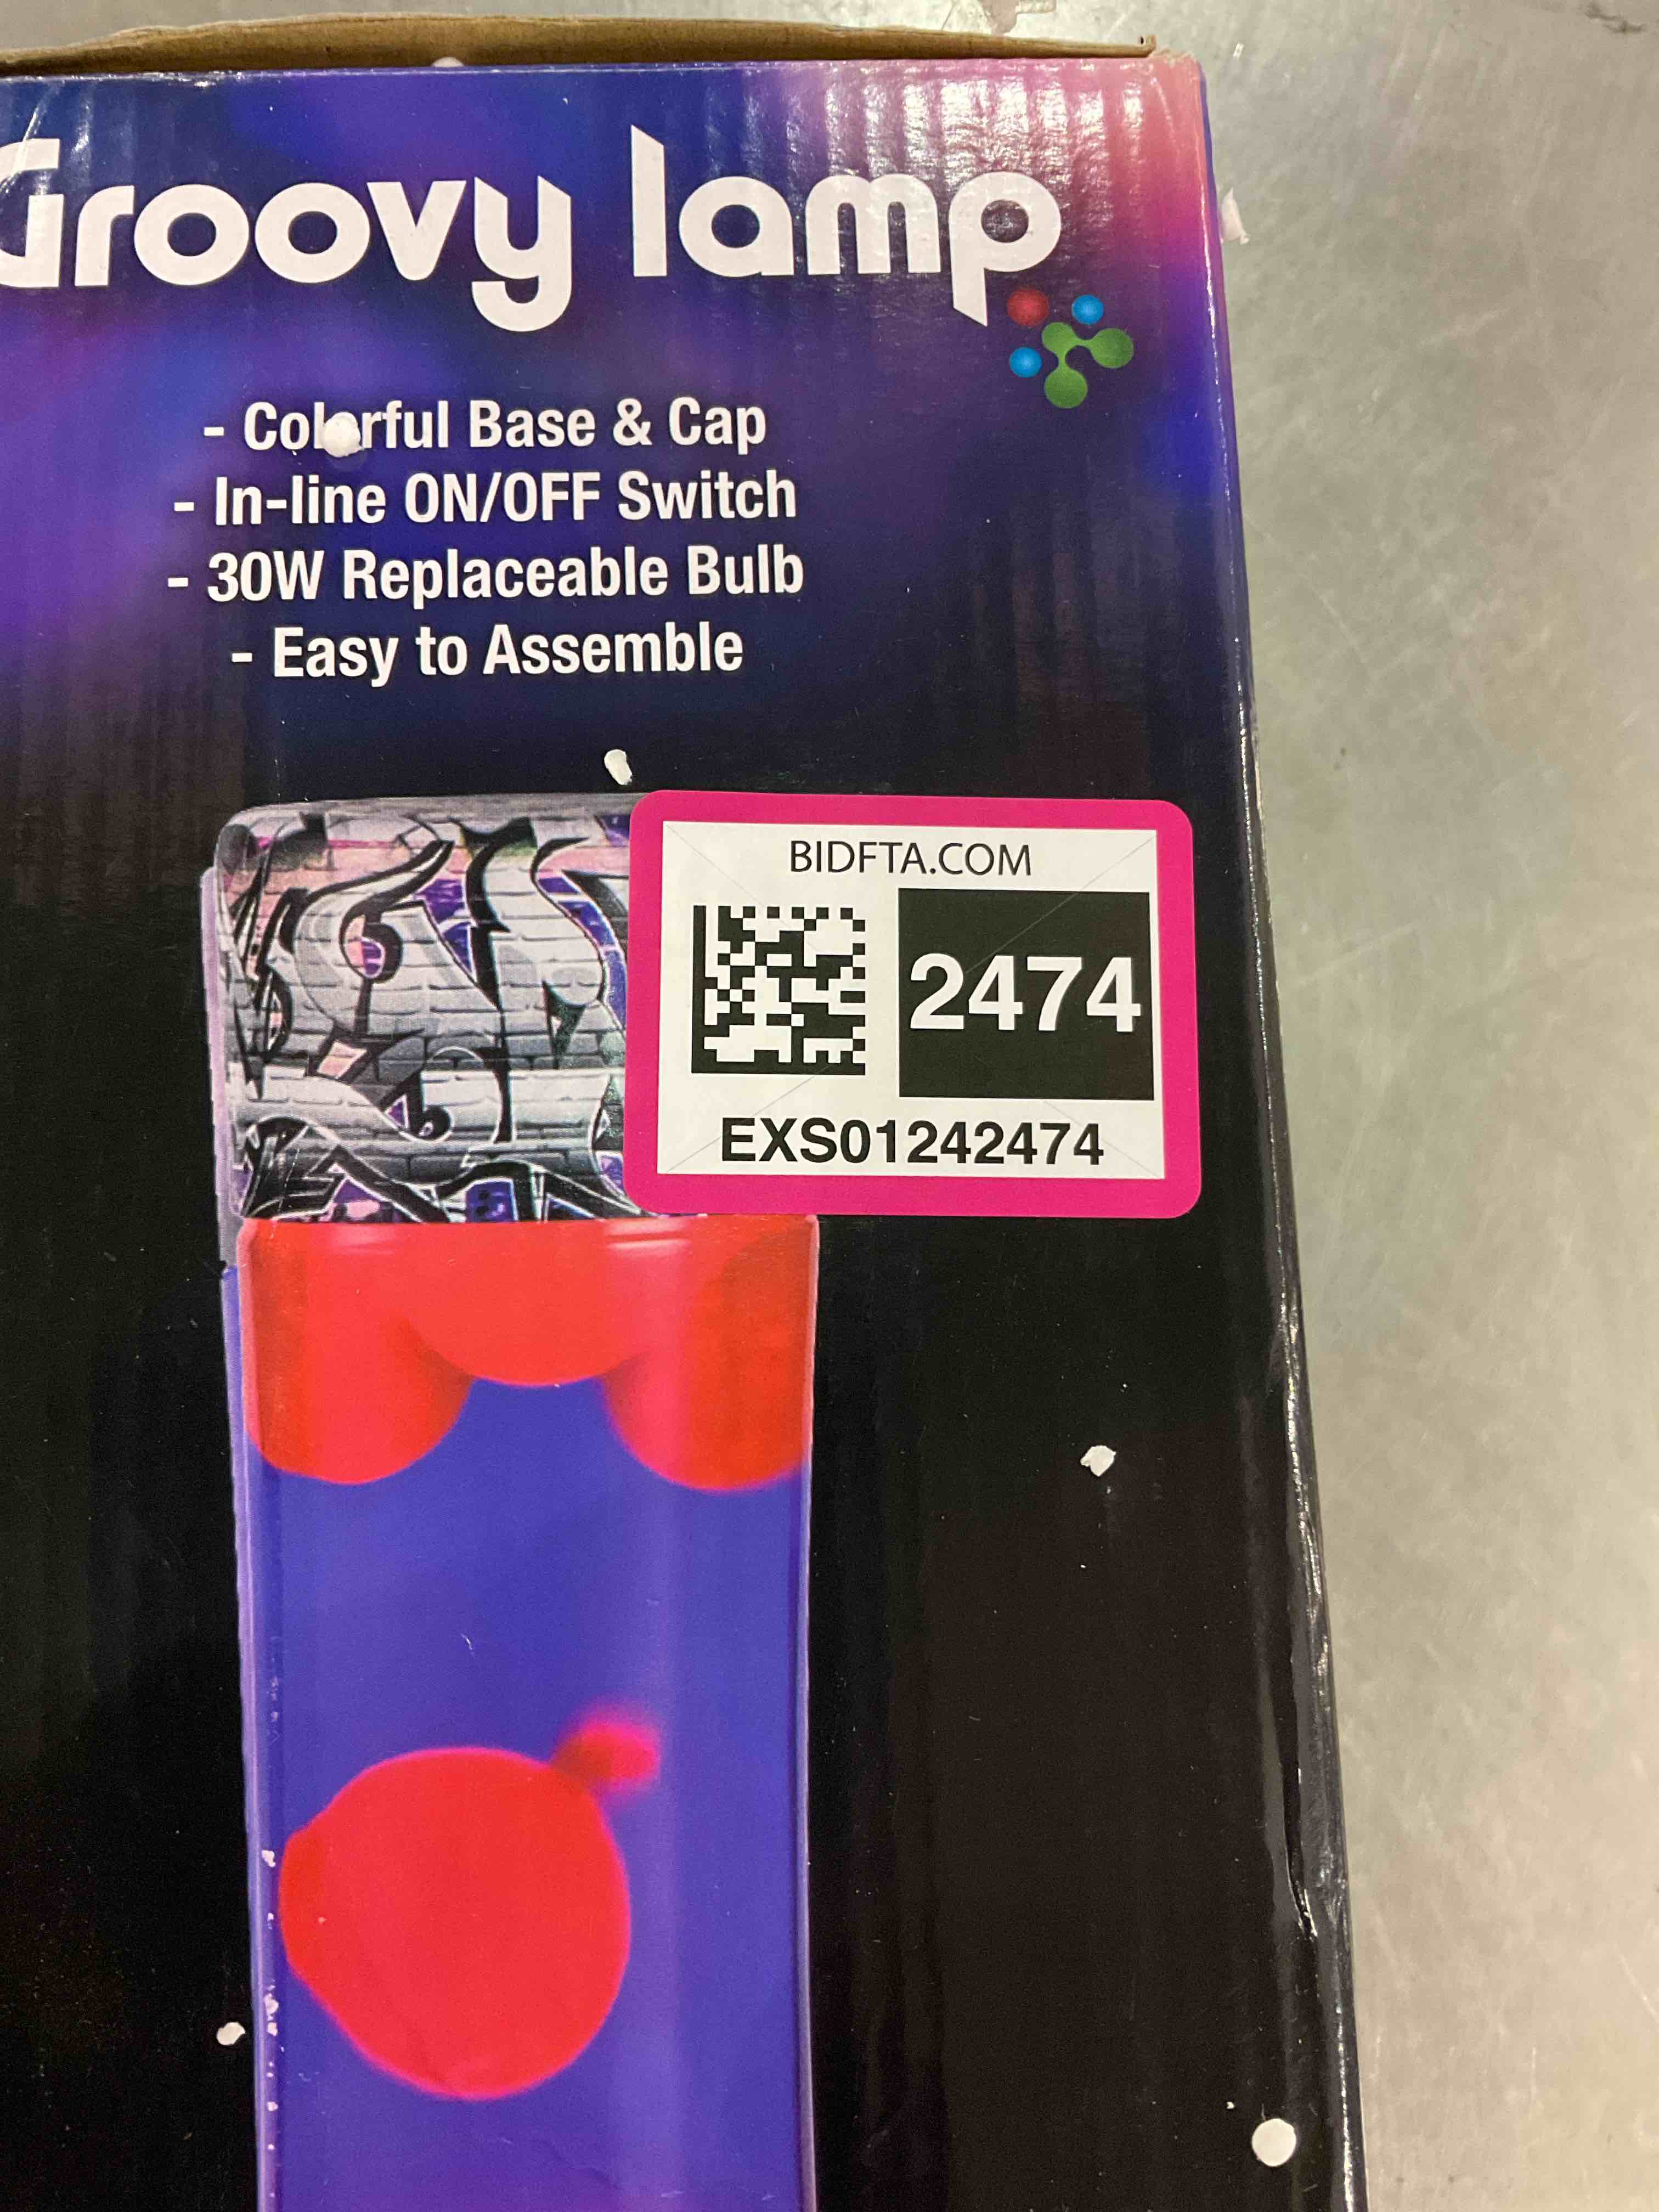 Groovy lamp
- Colorful Base & Cap
- In-line ON/OFF Switch
- 30W Replaceable Bulb
- Easy to Assemble
BIDFTA.COM
2474
EXS01242474